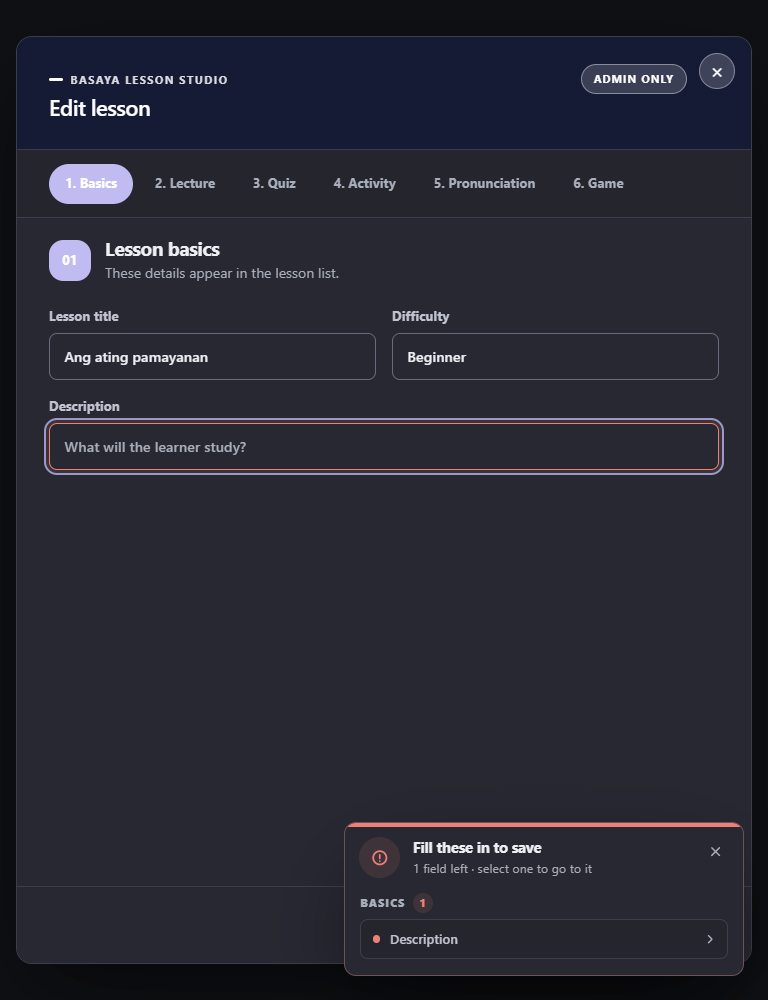 BASAYA LESSON STUDIO
Edit lesson
ADMIN ONLY
1. Basics
2. Lecture
3. Quiz
4. Activity
5. Pronunciation
6. Game
01
Lesson basics
These details appear in the lesson list.
Lesson title
Difficulty
Ang ating pamayanan
Beginner
Description
What will the learner study?
Fill these in to save
1 field left · select one to go to it
BASICS 1
Description